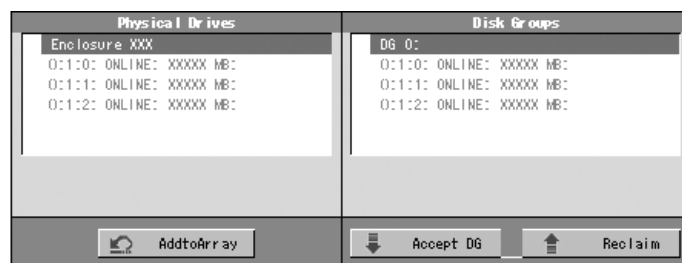 Physical Drives
Enclosure XXX
0:1:0: ONLINE: XXXXX MB:
0:1:1: ONLINE: XXXXX MB:
0:1:2: ONLINE: XXXXX MB:
AddtoArray
Disk Groups
DG 0:
0:1:0: ONLINE: XXXXX MB:
0:1:1: ONLINE: XXXXX MB:
0:1:2: ONLINE: XXXXX MB:
Accept DG
Reclaim